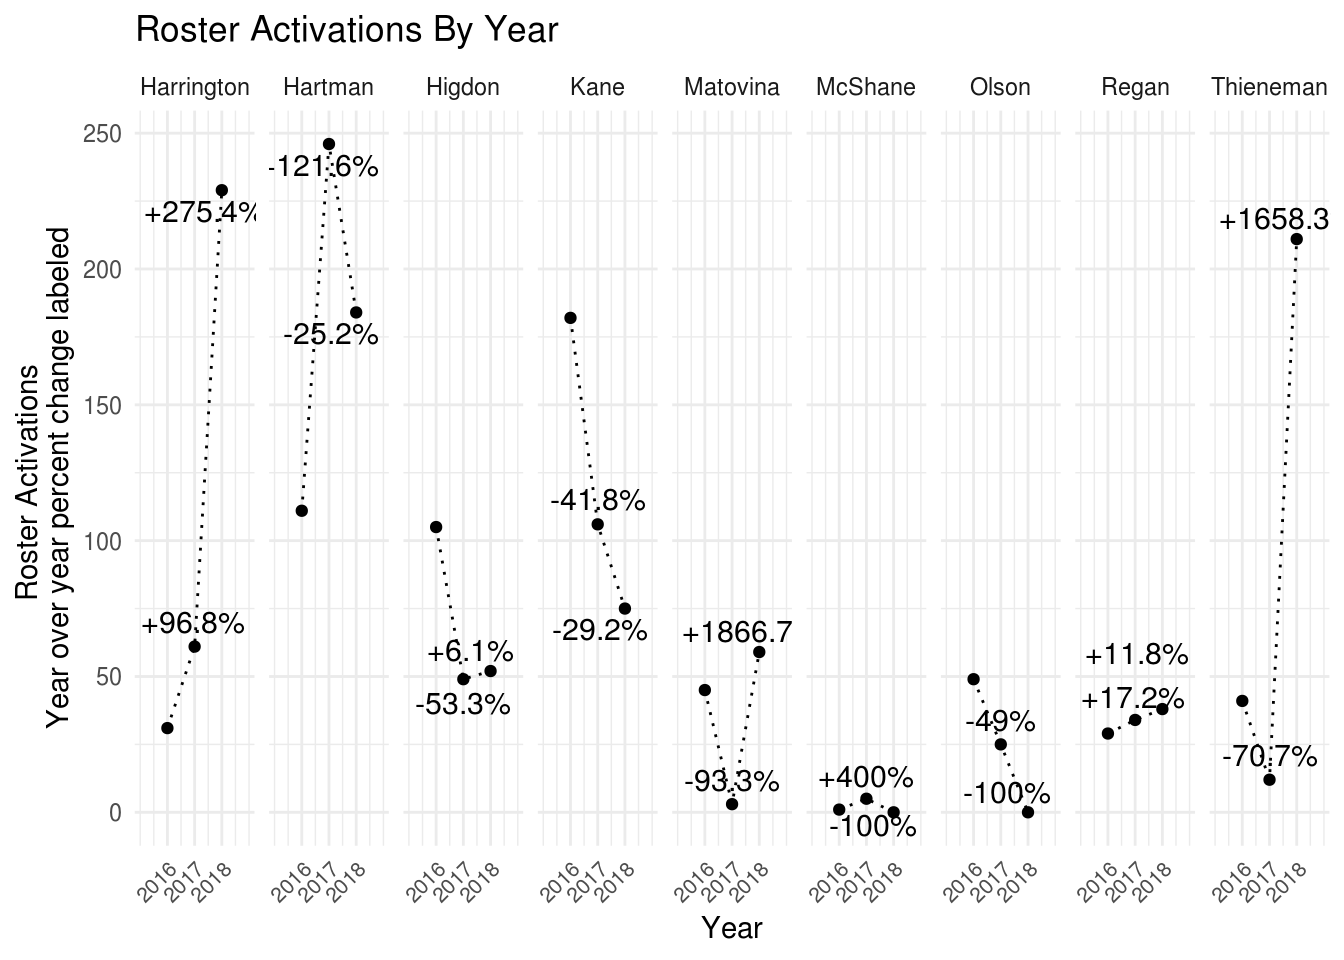 Roster Activations By Year
Harrington
Hartman
Higdon
Kane
Matovina
McShane
Olson
Regan
Thieneman
Roster Activations
Year over year percent change labeled
250
200
150
100
50
0
+275.4%
+96.8%
-121.6%
-25.2%
+6.1%
-53.3%
-41.8%
-29.2%
+1866.7
-93.3%
+400%
-100%
-49%
-100%
+11.8%
+17.2%
+1658.3
-70.7%
2016 2017 2018
2016 2017 2018
2016 2017 2018
2016 2017 2018
2016 2017 2018
2016 2017 2018
2016 2017 2018
2016 2017 2018
2016 2017 2018
Year